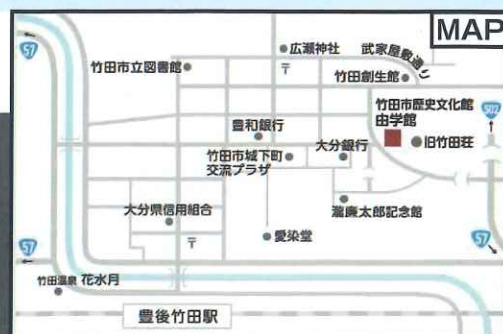 MAP
57
広瀬神社
武家屋敷通り
竹田市立図書館
〒
竹田創生館
竹田市歴史文化館
由学館
502
豊和銀行
大分銀行
旧竹田荘
竹田市城下町
交流プラザ
大分県信用組合
瀧廉太郎記念館
〒
愛染堂
57
57
竹田温泉 花水月
豊後竹田駅